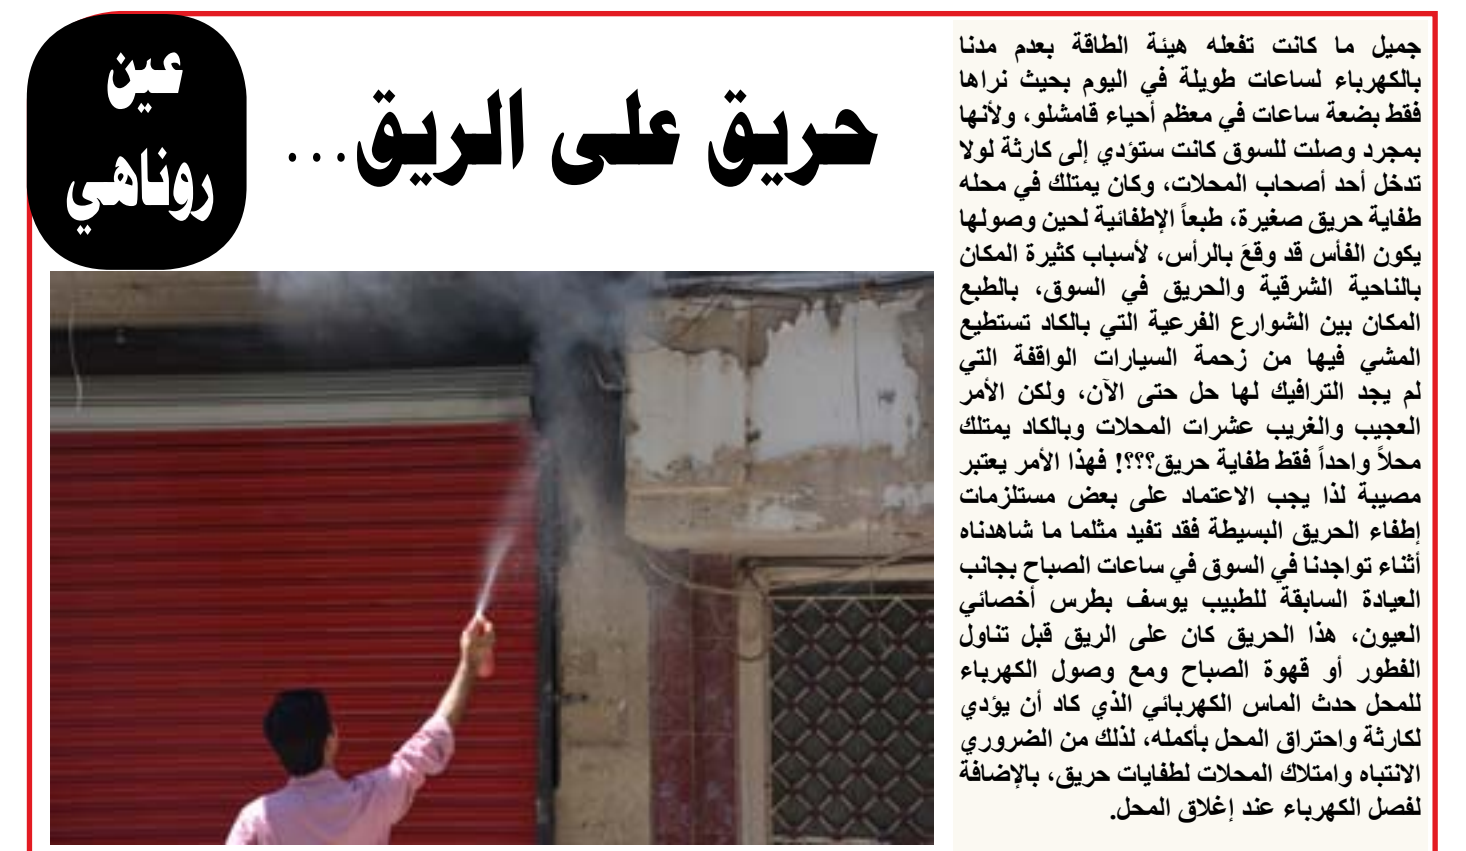 عين
روناهي
حريق على الريق...
جميل ما كانت تفعله هيئة الطاقة بعدم مدنا
بالكهرباء لساعات طويلة في اليوم بحيث نراها
فقط بضعة ساعات في معظم أحياء قامشلو، ولأنها
بمجرد وصلت للسوق كانت ستؤدي إلى كارثة لولا
تدخل أحد أصحاب المحلات، وكان يمتلك في محله
طفاية حريق صغيرة، طبعاً الإطفائية لحين وصولها
يكون الفأس قد وقعَ بالرأس، لأسباب كثيرة المكان
بالناحية الشرقية والحريق في السوق، بالطبع
المكان بين الشوارع الفرعية التي بالكاد تستطيع
المشي فيها من زحمة السيارات الواقفة التي
لم يجد الترافيك لها حل حتى الآن، ولكن الأمر
العجيب والغريب عشرات المحلات وبالكاد يمتلك
محلاً واحداً فقط طفاية حريق؟؟؟! فهذا الأمر يعتبر
مصيبة لذا يجب الاعتماد على بعض مستلزمات
إطفاء الحريق البسيطة فقد تفيد مثلما ما شاهدناه
أثناء تواجدنا في السوق في ساعات الصباح بجانب
العيادة السابقة للطبيب يوسف بطرس أخصائي
العيون، هذا الحريق كان على الريق قبل تناول
الفطور أو قهوة الصباح ومع وصول الكهرباء
للمحل حدث الماس الكهربائي الذي كاد أن يؤدي
لكارثة واحتراق المحل بأكمله، لذلك من الضروري
الانتباه وامتلاك المحلات لطفايات حريق، بالإضافة
لفصل الكهرباء عند إغلاق المحل.